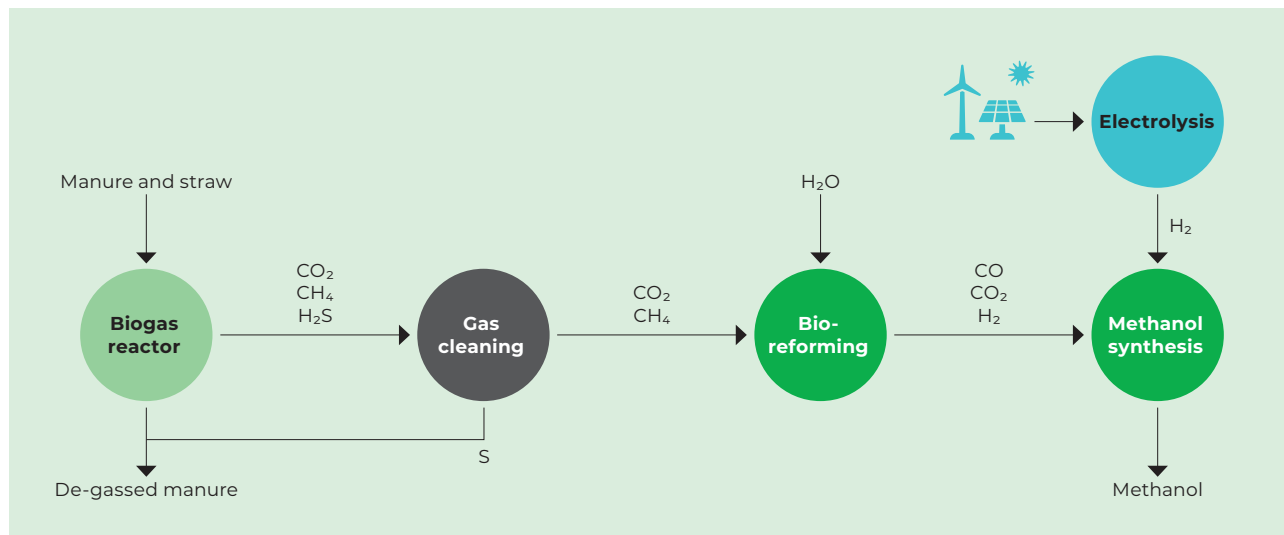 Electrolysis
Manure and straw
H₂O
H₂
CO₂
CH₄
H₂S
CO₂
CH₄
CO
CO₂
H₂
Biogas
reactor
Gas
cleaning
Bio-
reforming
Methanol
synthesis
S
De-gassed manure
Methanol